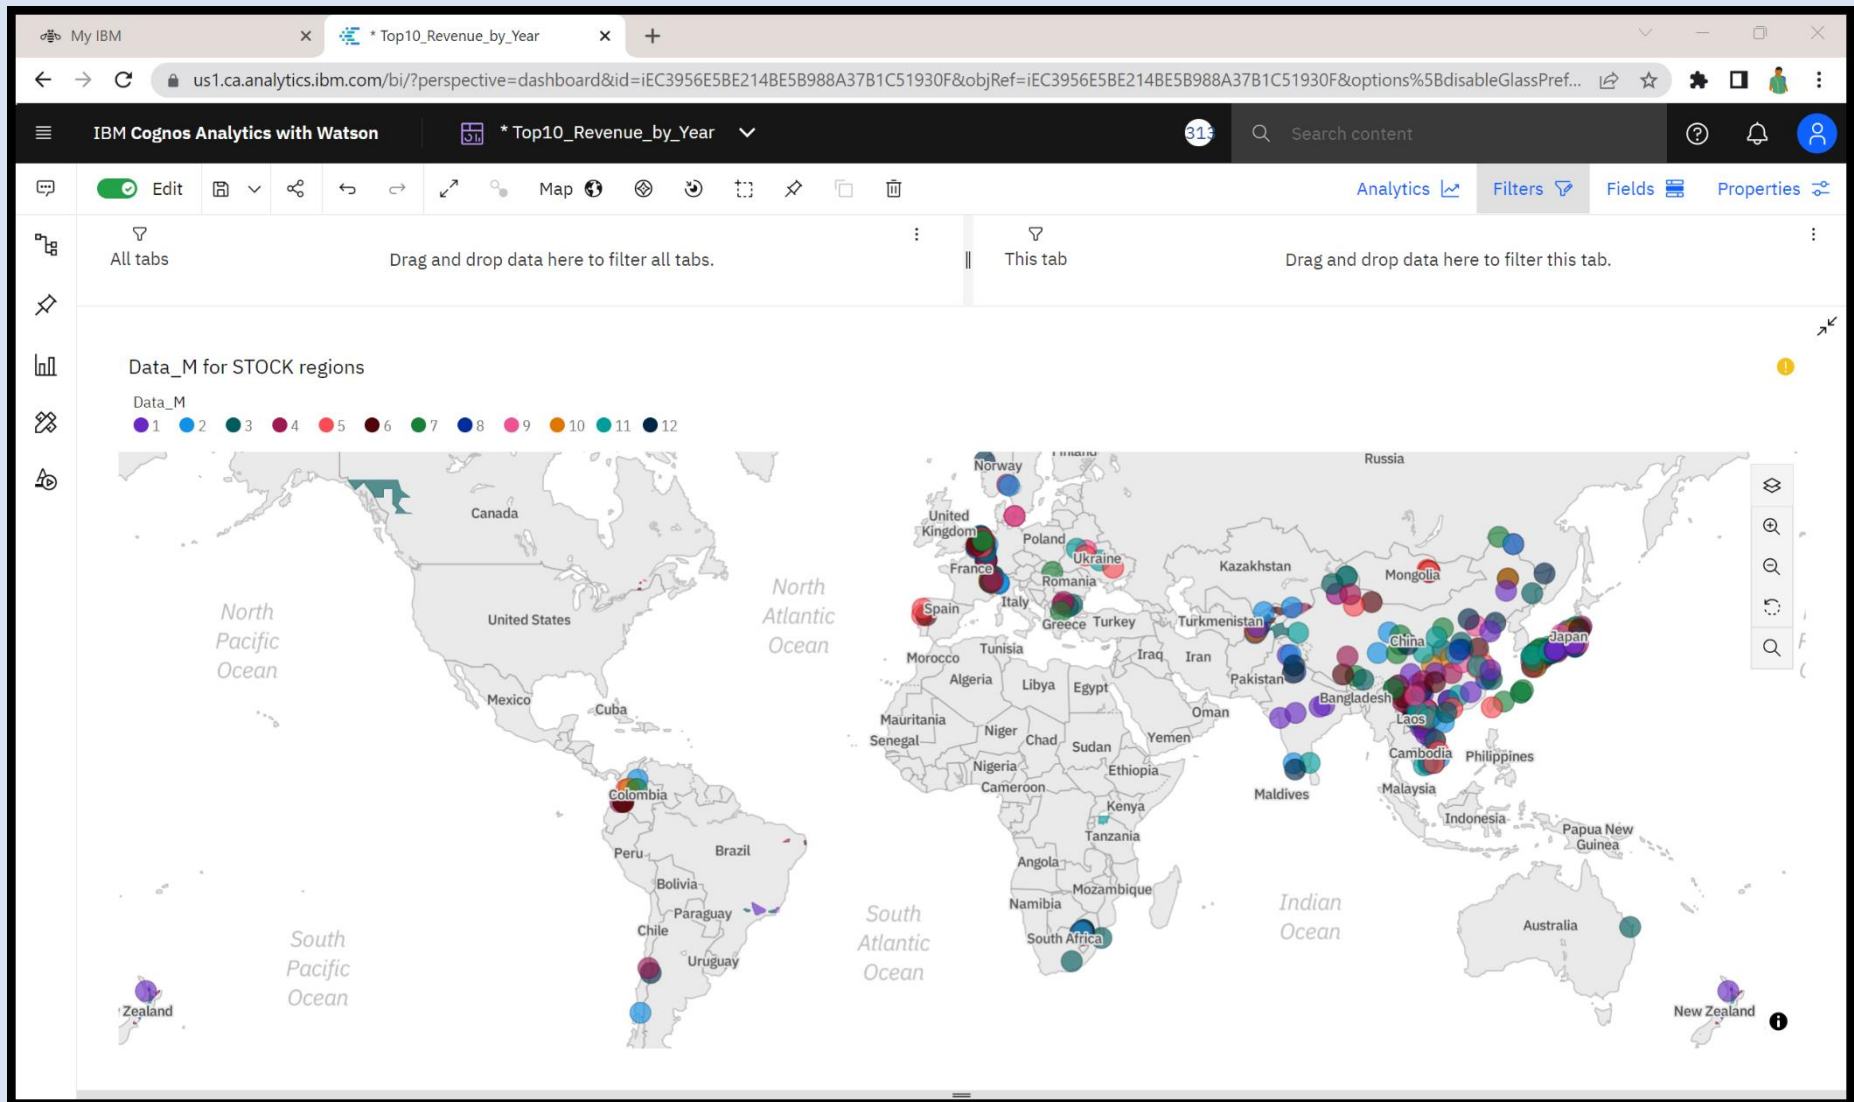 My IBM
* Top10_Revenue_by_Year
us1.ca.analytics.ibm.com/bi/?perspective=dashboard&id=iEC3956E5BE214BE5B988A37B1C51930F&objRef=iEC3956E5BE214BE5B988A37B1C51930F&options%5BdisableGlassPref...
IBM Cognos Analytics with Watson
* Top10_Revenue_by_Year
313
Search content
Edit
Map
Analytics
Filters
Fields
Properties
All tabs
Drag and drop data here to filter all tabs.
This tab
Drag and drop data here to filter this tab.
Data_M for STOCK regions
Data_M
1 2 3 4 5 6 7 8 9 10 11 12
Norway
Russia
Canada
United
Kingdom
Poland
Ukraine
France
Kazakhstan
Mongolia
Romania
North
Atlantic
Ocean
North
Pacific
Ocean
United States
Spain
Italy
Greece
Turkey
Turkmenistan
China
Japan
Morocco
Tunisia
Iraq
Iran
Algeria
Libya
Egypt
Pakistan
Bangladesh
Mexico
Cuba
Mauritania
Oman
Laos
Senegal
Niger
Chad
Sudan
Yemen
Cambodia
Philippines
Nigeria
Ethiopia
Cameroon
Colombia
Maldives
Malaysia
Kenya
Indonesia
Papua New
Guinea
Tanzania
Peru
Brazil
Angola
Bolivia
Mozambique
Namibia
Paraguay
Indian
Ocean
South
Atlantic
Ocean
Chile
South Africa
Australia
South
Pacific
Ocean
Uruguay
Zealand
New Zealand